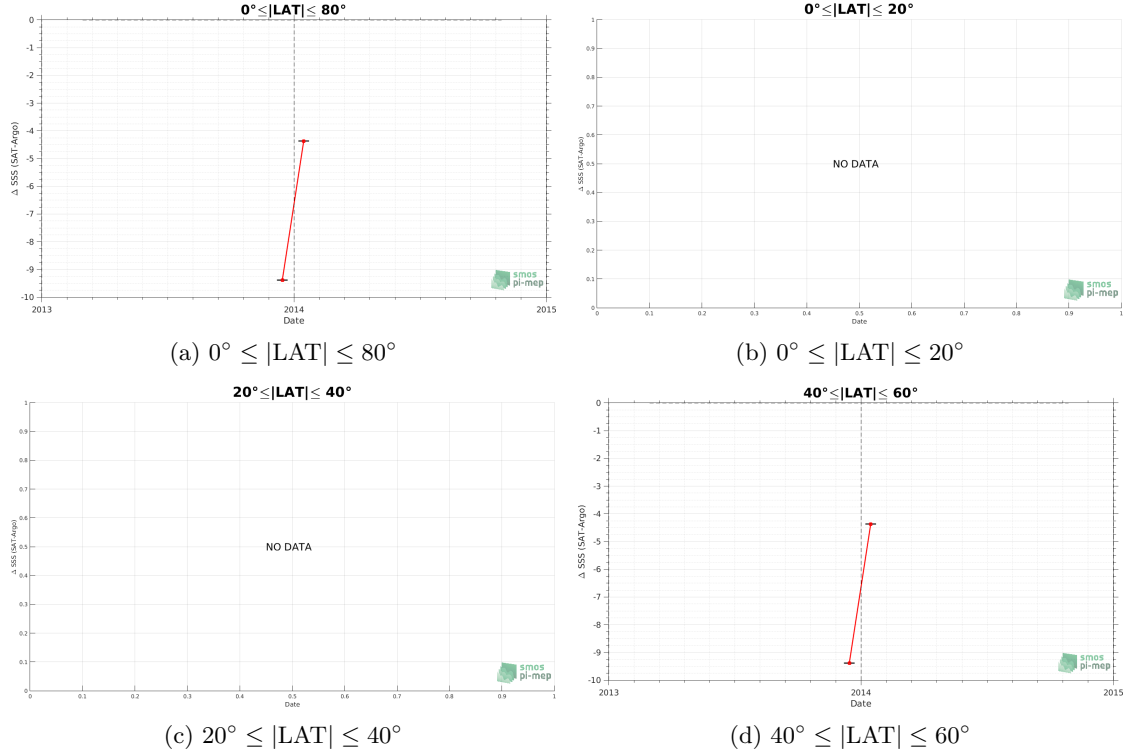 0°≤|LAT|≤ 80°
0
-1
-2
-3
-4
-5
-6
-7
-8
-9
-10
Δ SSS (SAT-Argo)
2013
2014
2015
Date
smos
pi-mep
(a) 0° ≤ |LAT| ≤ 80°
0°≤|LAT|≤ 20°
1
0.9
0.8
0.7
0.6
0.5
0.4
0.3
0.2
0.1
0
Δ SSS (SAT-Argo)
NO DATA
0 0.1 0.2 0.3 0.4 0.5 0.6 0.7 0.8 0.9 1
Date
smos
pi-mep
(b) 0° ≤ |LAT| ≤ 20°
20°≤|LAT|≤ 40°
1
0.9
0.8
0.7
0.6
0.5
0.4
0.3
0.2
0.1
0
Δ SSS (SAT-Argo)
NO DATA
0 0.1 0.2 0.3 0.4 0.5 0.6 0.7 0.8 0.9 1
Date
smos
pi-mep
(c) 20° ≤ |LAT| ≤ 40°
40°≤|LAT|≤ 60°
0
-1
-2
-3
-4
-5
-6
-7
-8
-9
-10
Δ SSS (SAT-Argo)
2013
2014
2015
Date
smos
pi-mep
(d) 40° ≤ |LAT| ≤ 60°